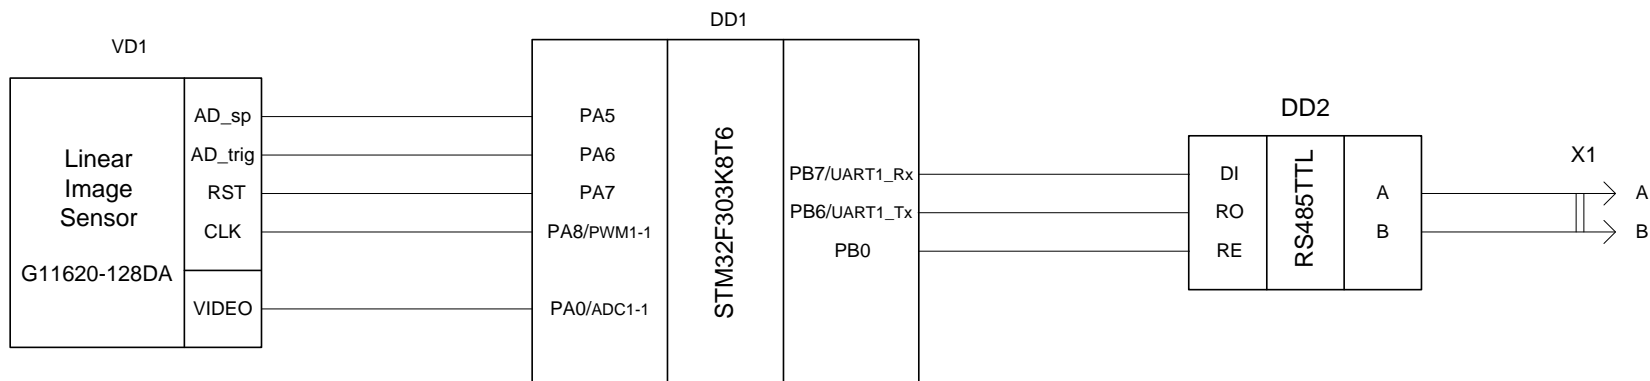 VD1
Linear
Image
Sensor
G11620-128DA
AD_sp
AD_trig
RST
CLK
VIDEO
DD1
PA5
PA6
PA7
PA8/PWM1-1
PA0/ADC1-1
STM32F303K8T6
PB7/UART1_Rx
PB6/UART1_Tx
PB0
DD2
DI
RO
RE
RS485TTL
A
B
X1
A
B